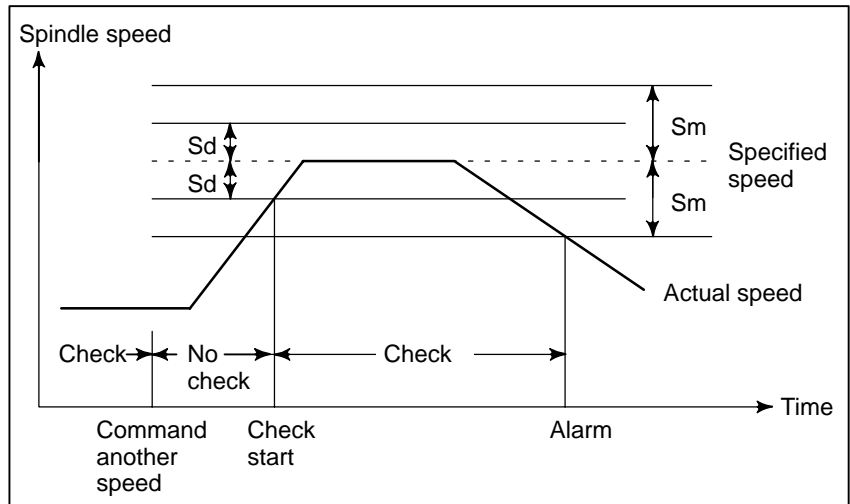 Spindle speed
Sd
Sd
Sm
Specified
speed
Sm
Actual speed
Check
No
check
Check
Time
Command
another
speed
Check
start
Alarm